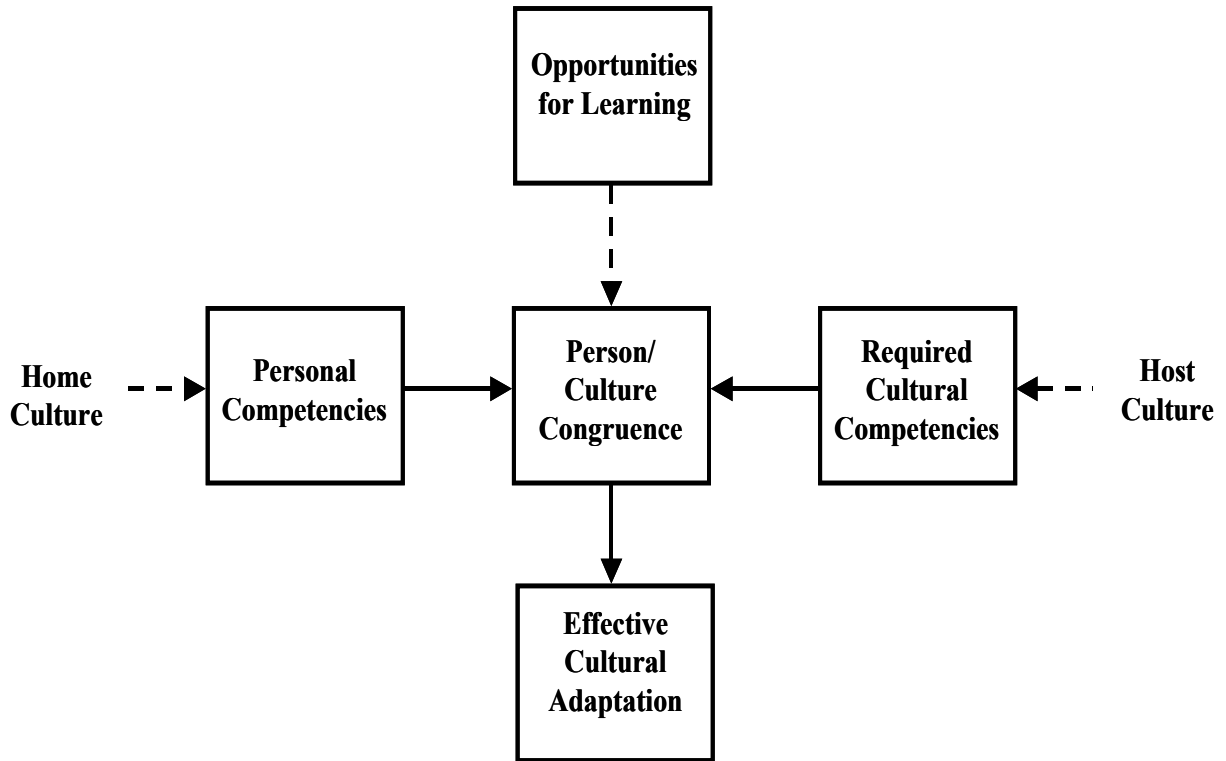 Opportunities
for Learning
Home
Culture
Personal
Competencies
Person/
Culture
Congruence
Required
Cultural
Competencies
Host
Culture
Effective
Cultural
Adaptation